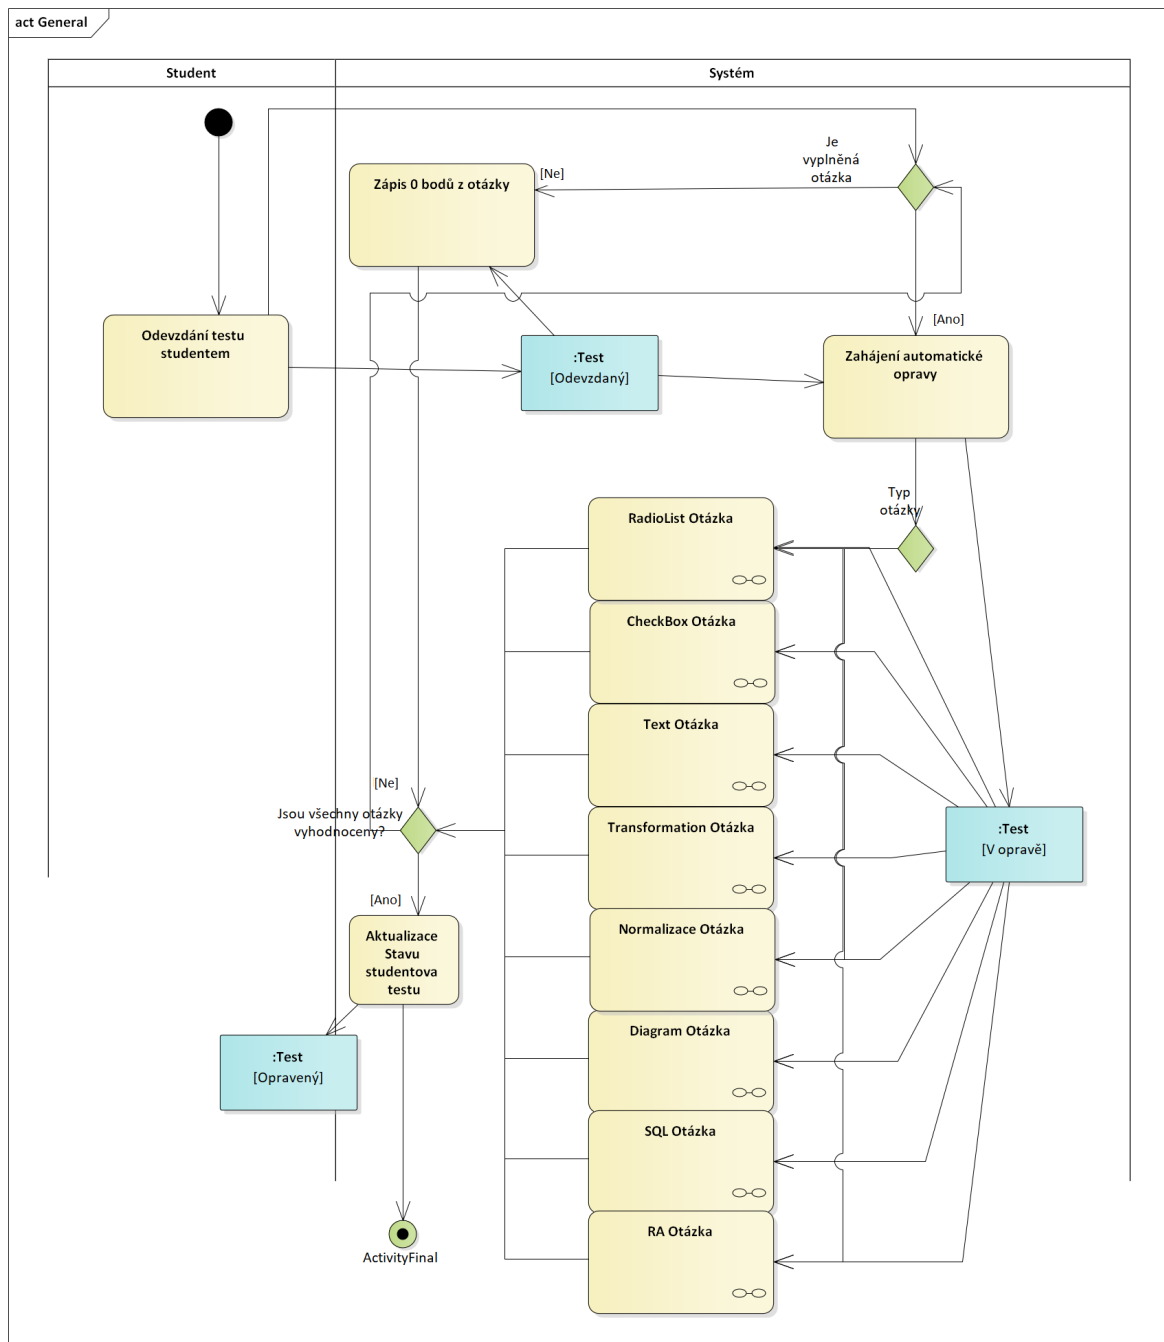 act General
Student
Systém
Je
vyplněná
otázka
[Ne]
Zápis 0 bodů z otázky
[Ano]
Odevzdání testu
studentem
:Test
[Odevzdaný]
Zahájení automatické
opravy
Typ
otázky
RadioList Otázka
CheckBox Otázka
Text Otázka
[Ne]
Jsou všechny otázky
vyhodnoceny?
Transformation Otázka
:Test
[V opravě]
[Ano]
Aktualizace
Stavu
studentova
testu
Normalizace Otázka
:Test
[Opravený]
Diagram Otázka
SQL Otázka
RA Otázka
ActivityFinal